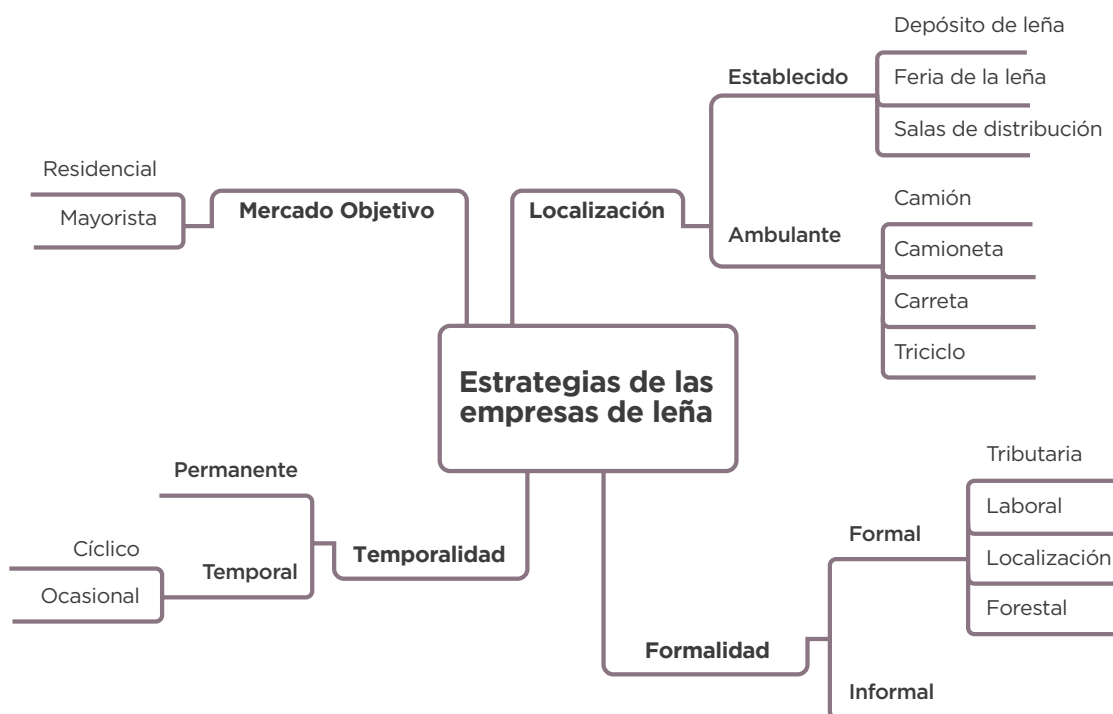 Depósito de leña
Establecido
Feria de la leña
Salas de distribución
Residencial
Mayorista
Mercado Objetivo
Localización
Camión
Ambulante
Camioneta
Carreta
Triciclo
Estrategias de las
empresas de leña
Permanente
Cíclico
Temporal
Ocasional
Temporalidad
Tributaria
Formal
Laboral
Localización
Forestal
Formalidad
Informal